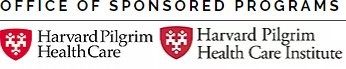 OFFICE OF SPONSORED PROGRAMS
Harvard Pilgrim
HealthCare
Harvard Pilgrim
Health Care Institute